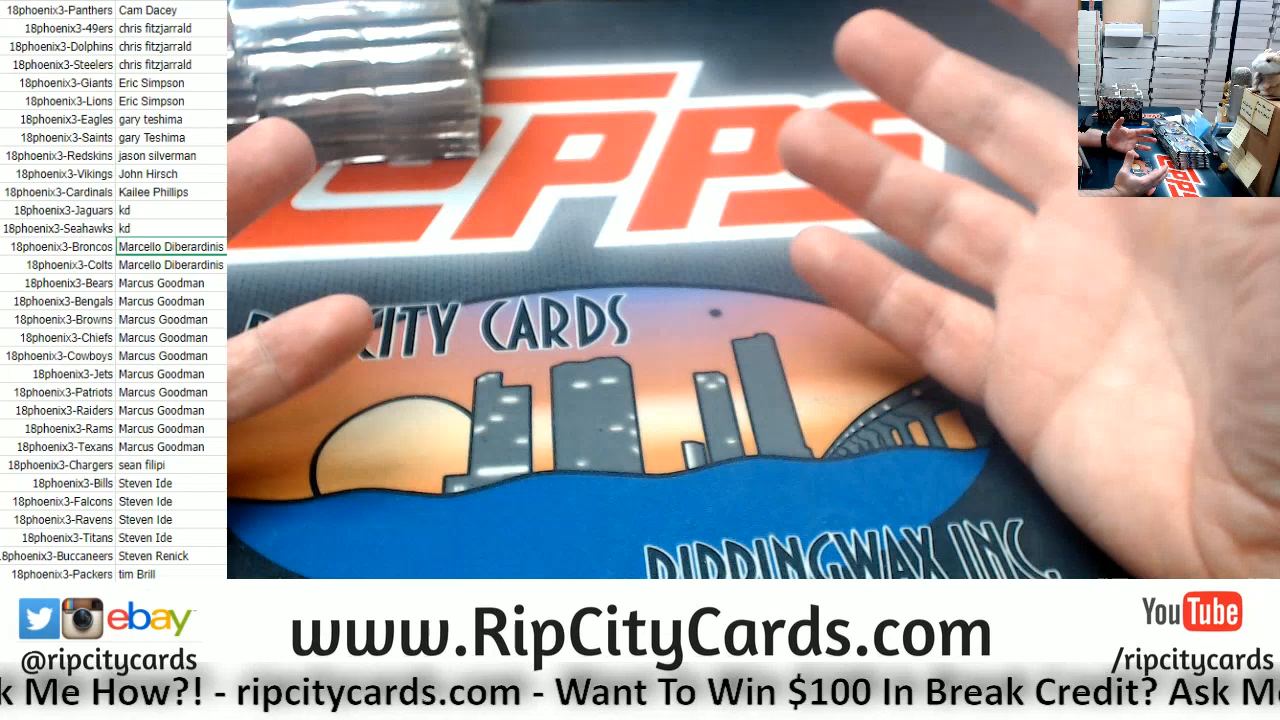 18phoenix3-Panthers Cam Dacey
18phoenix3-49ers chris fitzjarrald
18phoenix3-Dolphins chris fitzjarrald
18phoenix3-Steelers chris fitzjarrald
18phoenix3-Giants Eric Simpson
18phoenix3-Lions Eric Simpson
18phoenix3-Eagles gary teshima
18phoenix3-Saints gary Teshima
18phoenix3-Redskins jason silverman
18phoenix3-Vikings John Hirsch
18phoenix3-Cardinals Kailee Phillips
18phoenix3-Jaguars kd
18phoenix3-Seahawks kd
18phoenix3-Broncos Marcello Diberardinis
18phoenix3-Colts Marcello Diberardinis
18phoenix3-Bears Marcus Goodman
18phoenix3-Bengals Marcus Goodman
18phoenix3-Browns Marcus Goodman
18phoenix3-Chiefs Marcus Goodman
18phoenix3-Cowboys Marcus Goodman
18phoenix3-Jets Marcus Goodman
18phoenix3-Patriots Marcus Goodman
18phoenix3-Raiders Marcus Goodman
18phoenix3-Rams Marcus Goodman
18phoenix3-Texans Marcus Goodman
18phoenix3-Chargers sean filipi
18phoenix3-Bills Steven Ide
18phoenix3-Falcons Steven Ide
18phoenix3-Ravens Steven Ide
18phoenix3-Titans Steven Ide
18phoenix3-Buccaneers Steven Renick
18phoenix3-Packers tim Brill
CITY CARDS
RIPPINGWAX INC.
ebay
@ripcitycards
www.RipCityCards.com
YouTube
/ripcitycards
k Me How?! - ripcitycards.com - Want To Win $100 In Break Credit? Ask M